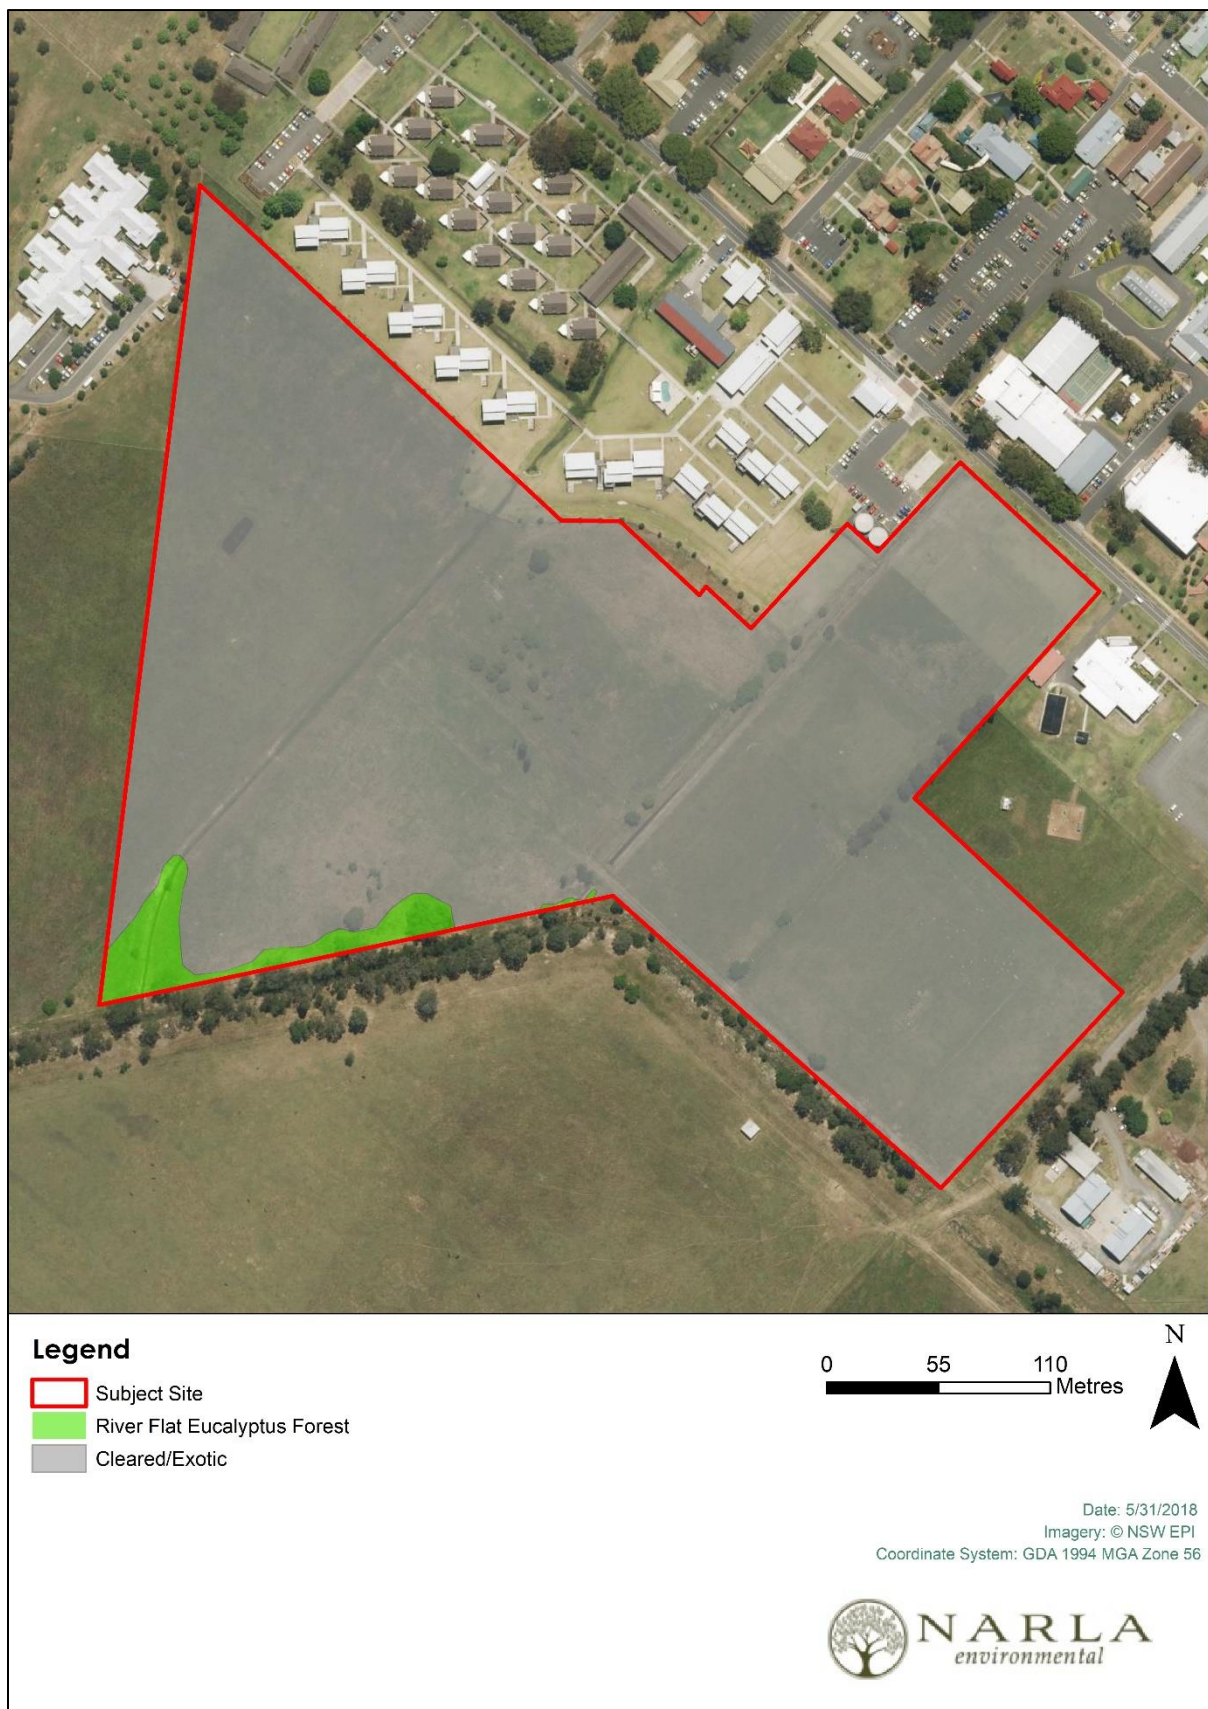 Legend
Subject Site
River Flat Eucalyptus Forest
Cleared/Exotic
0 55 110
Metres
N
Date: 5/31/2018
Imagery: © NSW EPI
Coordinate System: GDA 1994 MGA Zone 56
NARLA
environmental